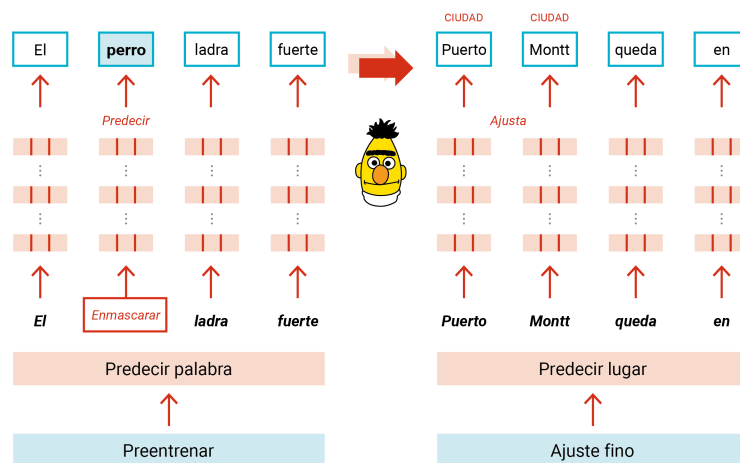 CIUDAD CIUDAD
El perro ladra fuerte Puerto Montt queda en
Predecir Ajusta
El Enmascarar ladra fuerte Puerto Montt queda en
Predecir palabra Predecir lugar
Preentrenar Ajuste fino